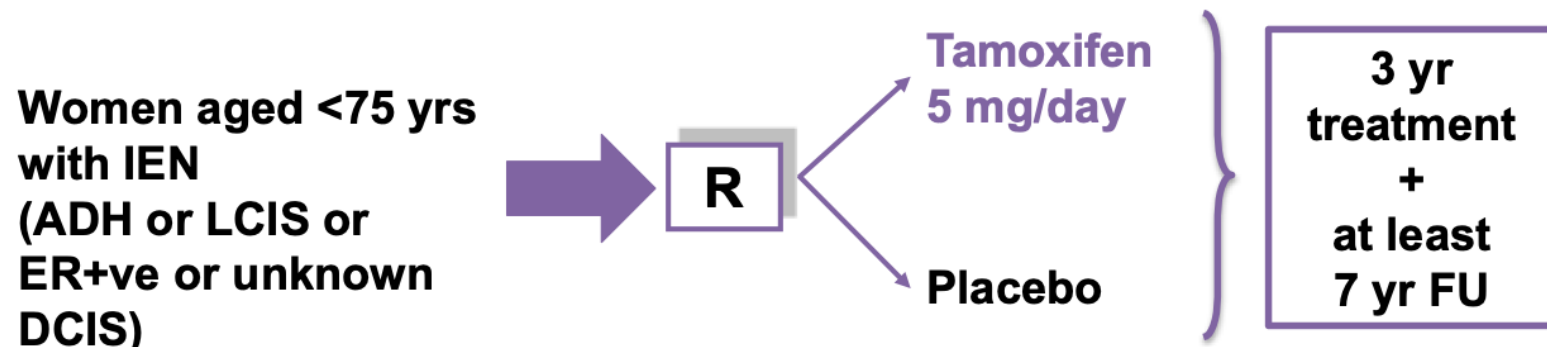 Women aged <75 yrs
with IEN
(ADH or LCIS or
ER+ve or unknown
DCIS)
R
Tamoxifen
5 mg/day
Placebo
3 yr
treatment
+
at least
7 yr FU